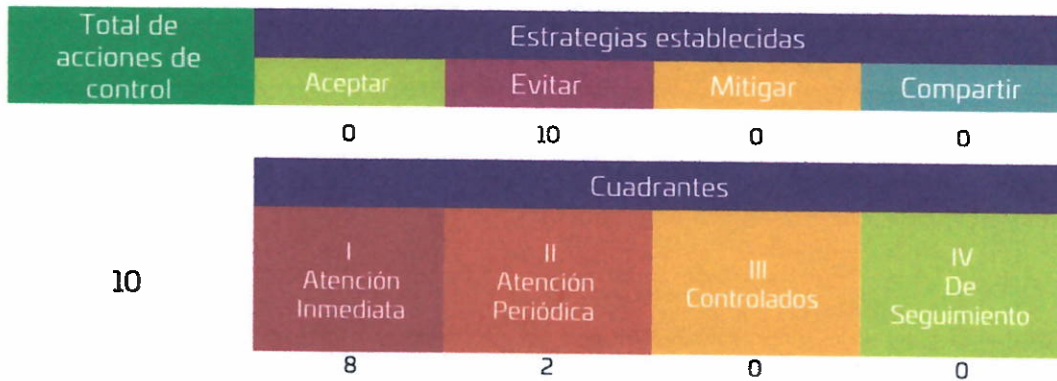 Total de
acciones de
control
Estrategias establecidas
Aceptar
Evitar
Mitigar
Compartir
0
10
0
0
Cuadrantes
10
I
Atención
Inmediata
II
Atención
Periódica
III
Controlados
IV
De
Seguimiento
8
2
0
0